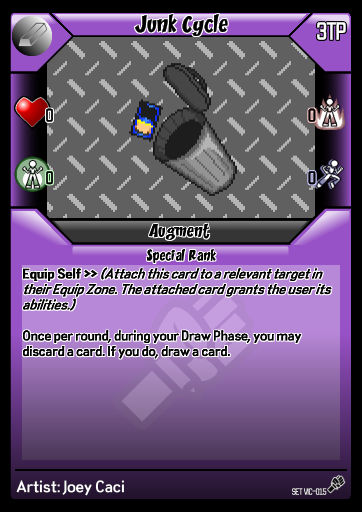 Junk Cycle
3TP
0
0
0
0
Augment
Special Rank
Equip Self >> (Attach this card to a relevant target in
their Equip Zone. The attached card grants the user its
abilities.)
Once per round, during your Draw Phase, you may
discard a card. If you do, draw a card.
Artist: Joey Caci
SET VIC-015